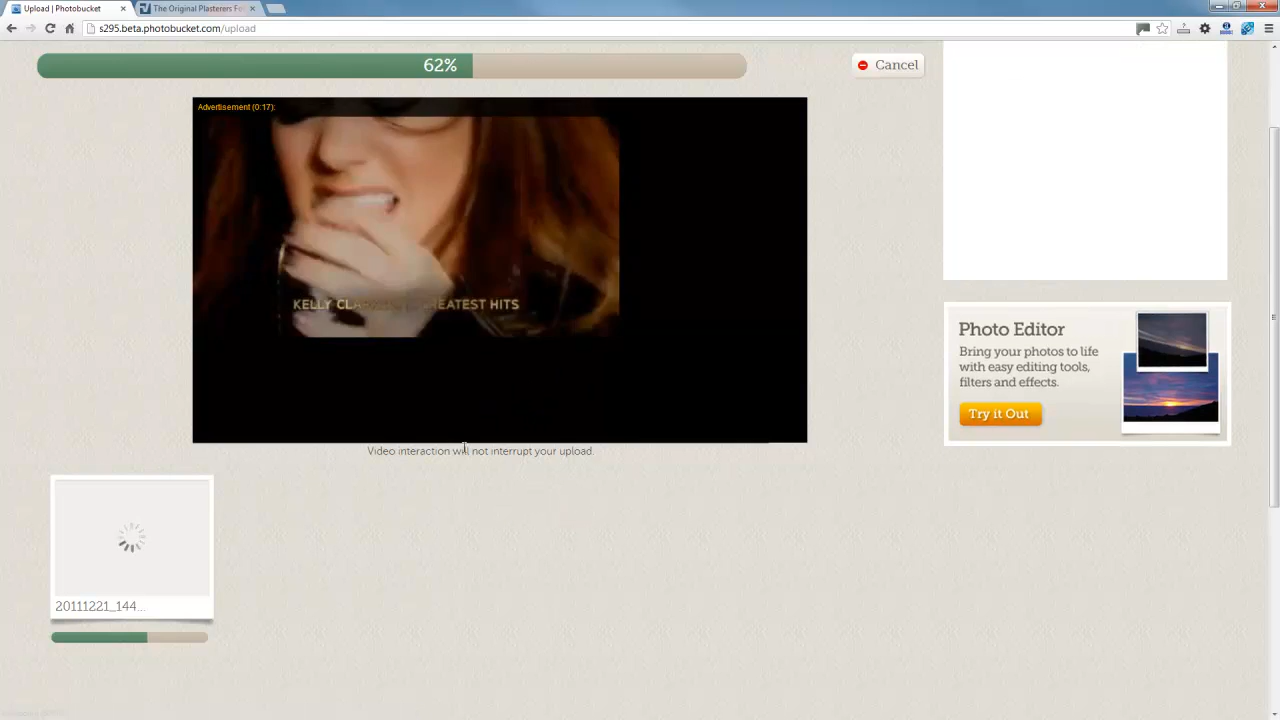 Upload | Photobucket
The Original Plasterers Fo
s295.beta.photobucket.com/upload
62%
Cancel
Advertisement (0:17):
KELLY CLA EATEST HITS
Video interaction will not interrupt your upload.
20111221_144...
Photo Editor
Bring your photos to life
with easy editing tools,
filters and effects.
Try it Out